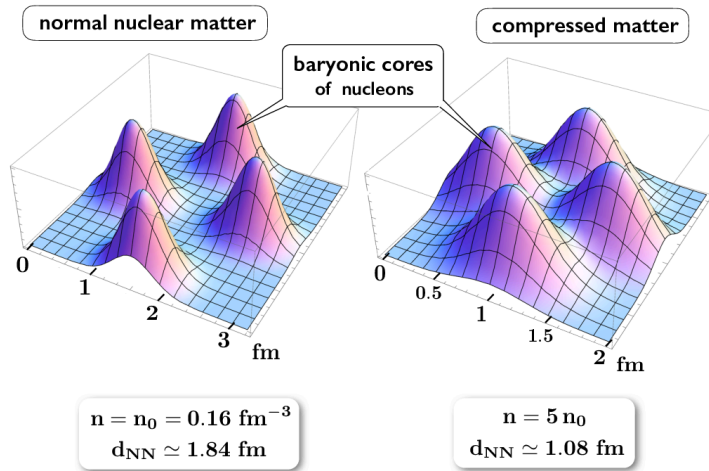 normal nuclear matter
compressed matter
baryonic cores
of nucleons
0
1
2
3
fm
0
0.5
1
1.5
2
fm
n = n₀ = 0.16 fm⁻³
d_NN ≃ 1.84 fm
n = 5 n₀
d_NN ≃ 1.08 fm